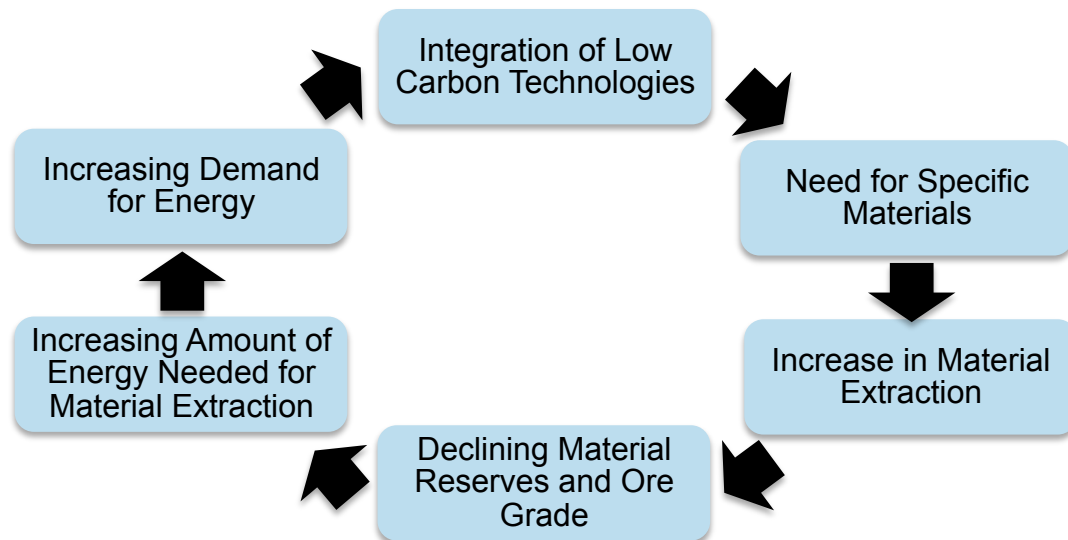 Integration of Low
Carbon Technologies
Need for Specific
Materials
Increase in Material
Extraction
Declining Material
Reserves and Ore
Grade
Increasing Amount of
Energy Needed for
Material Extraction
Increasing Demand
for Energy